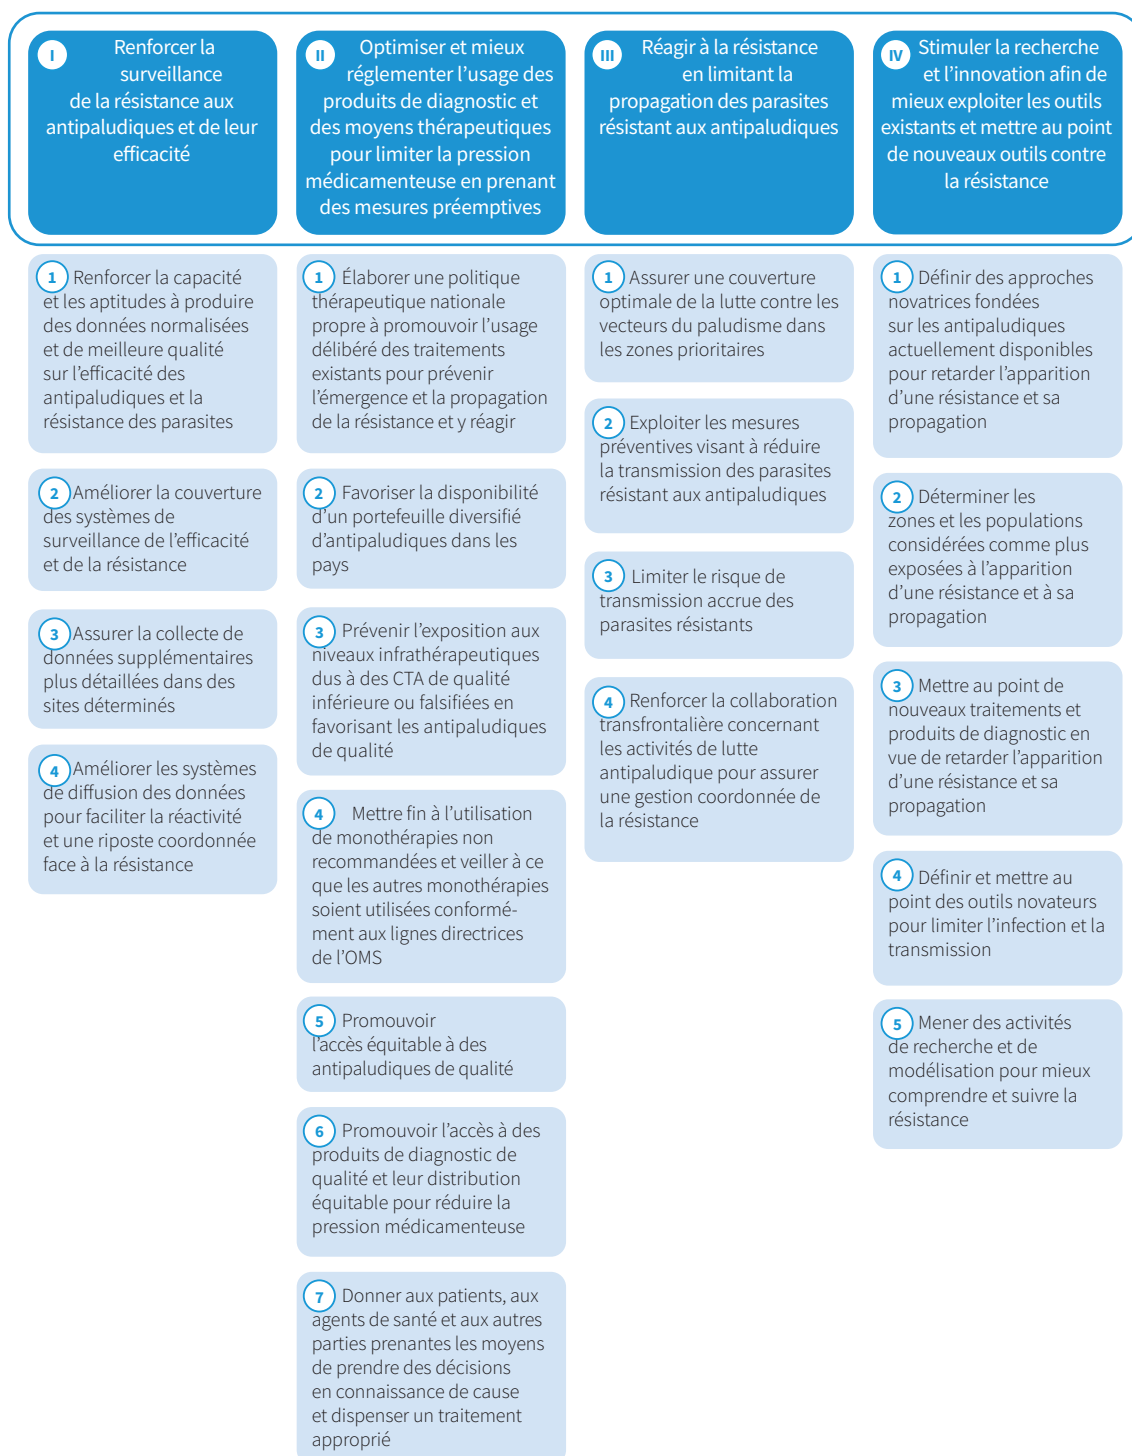 I Renforcer la
surveillance
de la résistance aux
antipaludiques et de leur
efficacité
1 Renforcer la capacité
et les aptitudes à produire
des données normalisées
et de meilleure qualité
sur l’efficacité des
antipaludiques et la
résistance des parasites
2 Améliorer la couverture
des systèmes de
surveillance de l’efficacité
et de la résistance
3 Assurer la collecte de
données supplémentaires
plus détaillées dans des
sites déterminés
4 Améliorer les systèmes
de diffusion des données
pour faciliter la réactivité
et une riposte coordonnée
face à la résistance
II Optimiser et mieux
réglementer l’usage des
produits de diagnostic et
des moyens thérapeutiques
pour limiter la pression
médicamenteuse en prenant
des mesures préemptives
1 Élaborer une politique
thérapeutique nationale
propre à promouvoir l’usage
délibéré des traitements
existants pour prévenir
l’émergence et la propagation
de la résistance et y réagir
2 Favoriser la disponibilité
d’un portefeuille diversifié
d’antipaludiques dans les
pays
3 Prévenir l’exposition aux
niveaux infrathérapeutiques
dus à des CTA de qualité
inférieure ou falsifiées en
favorisant les antipaludiques
de qualité
4 Mettre fin à l’utilisation
de monothérapies non
recommandées et veiller à ce
que les autres monothérapies
soient utilisées conformé-
ment aux lignes directrices
de l’OMS
5 Promouvoir
l’accès équitable à des
antipaludiques de qualité
6 Promouvoir l’accès à des
produits de diagnostic de
qualité et leur distribution
équitable pour réduire la
pression médicamenteuse
7 Donner aux patients, aux
agents de santé et aux autres
parties prenantes les moyens
de prendre des décisions
en connaissance de cause
et dispenser un traitement
approprié
III Réagir à la résistance
en limitant la
propagation des parasites
résistant aux antipaludiques
1 Assurer une couverture
optimale de la lutte contre les
vecteurs du paludisme dans
les zones prioritaires
2 Exploiter les mesures
préventives visant à réduire
la transmission des parasites
résistant aux antipaludiques
3 Limiter le risque de
transmission accrue des
parasites résistants
4 Renforcer la collaboration
transfrontalière concernant
les activités de lutte
antipaludique pour assurer
une gestion coordonnée de
la résistance
IV Stimuler la recherche
et l’innovation afin de
mieux exploiter les outils
existants et mettre au point
de nouveaux outils contre
la résistance
1 Définir des approches
novatrices fondées
sur les antipaludiques
actuellement disponibles
pour retarder l’apparition
d’une résistance et sa
propagation
2 Déterminer les
zones et les populations
considérées comme plus
exposées à l’apparition
d’une résistance et à sa
propagation
3 Mettre au point de
nouveaux traitements et
produits de diagnostic en
vue de retarder l’apparition
d’une résistance et sa
propagation
4 Définir et mettre au
point des outils novateurs
pour limiter l’infection et la
transmission
5 Mener des activités
de recherche et de
modélisation pour mieux
comprendre et suivre la
résistance